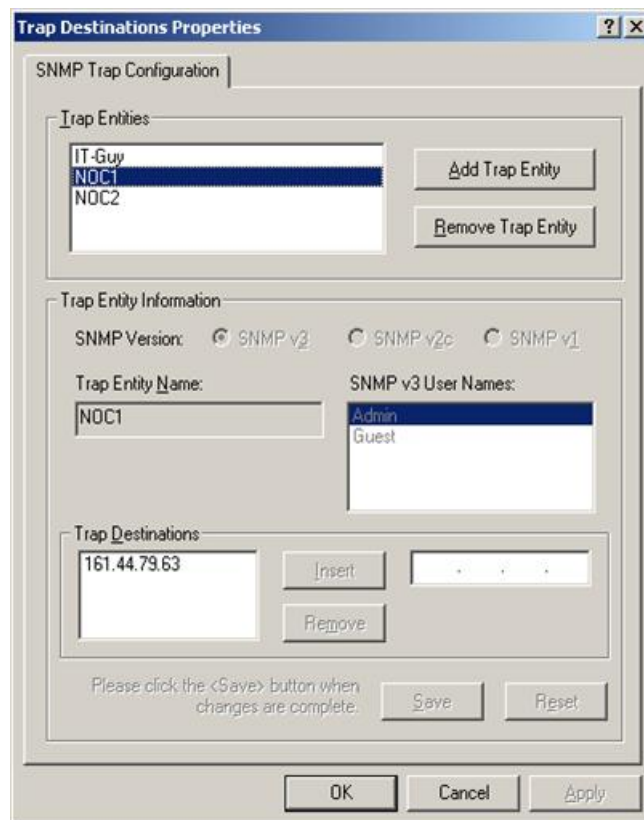 Trap Destinations Properties
SNMP Trap Configuration
Trap Entities
IT-Guy
NOC1
NOC2
Add Trap Entity
Remove Trap Entity
Trap Entity Information
SNMP Version: SNMP v3 SNMP v2c SNMP v1
Trap Entity Name:
NOC1
SNMP v3 User Names:
Admin
Guest
Trap Destinations
161.44.79.63
Insert
. . .
Remove
Please click the <Save> button when
changes are complete.
Save
Reset
OK
Cancel
Apply